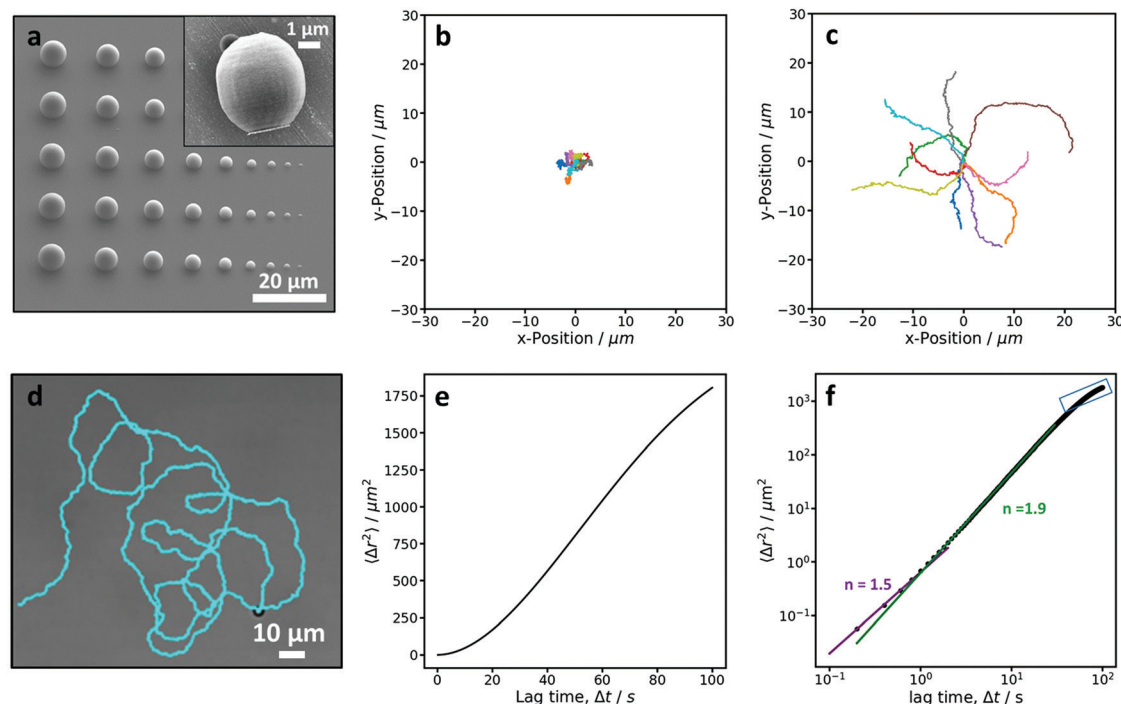 a
1 µm
20 µm
b
30
20
10
0
−10
−20
−30
−30
−20
−10
0
10
20
30
y-Position / µm
x-Position / µm
c
30
20
10
0
−10
−20
−30
−30
−20
−10
0
10
20
30
y-Position / µm
x-Position / µm
d
10 µm
e
1750
1500
1250
1000
750
500
250
0
0
20
40
60
80
100
⟨Δr²⟩ / µm²
Lag time, Δt / s
f
10³
10²
10¹
10⁰
10⁻¹
10⁻¹
10⁰
10¹
10²
n =1.9
n = 1.5
⟨Δr²⟩ / µm²
lag time, Δt / s